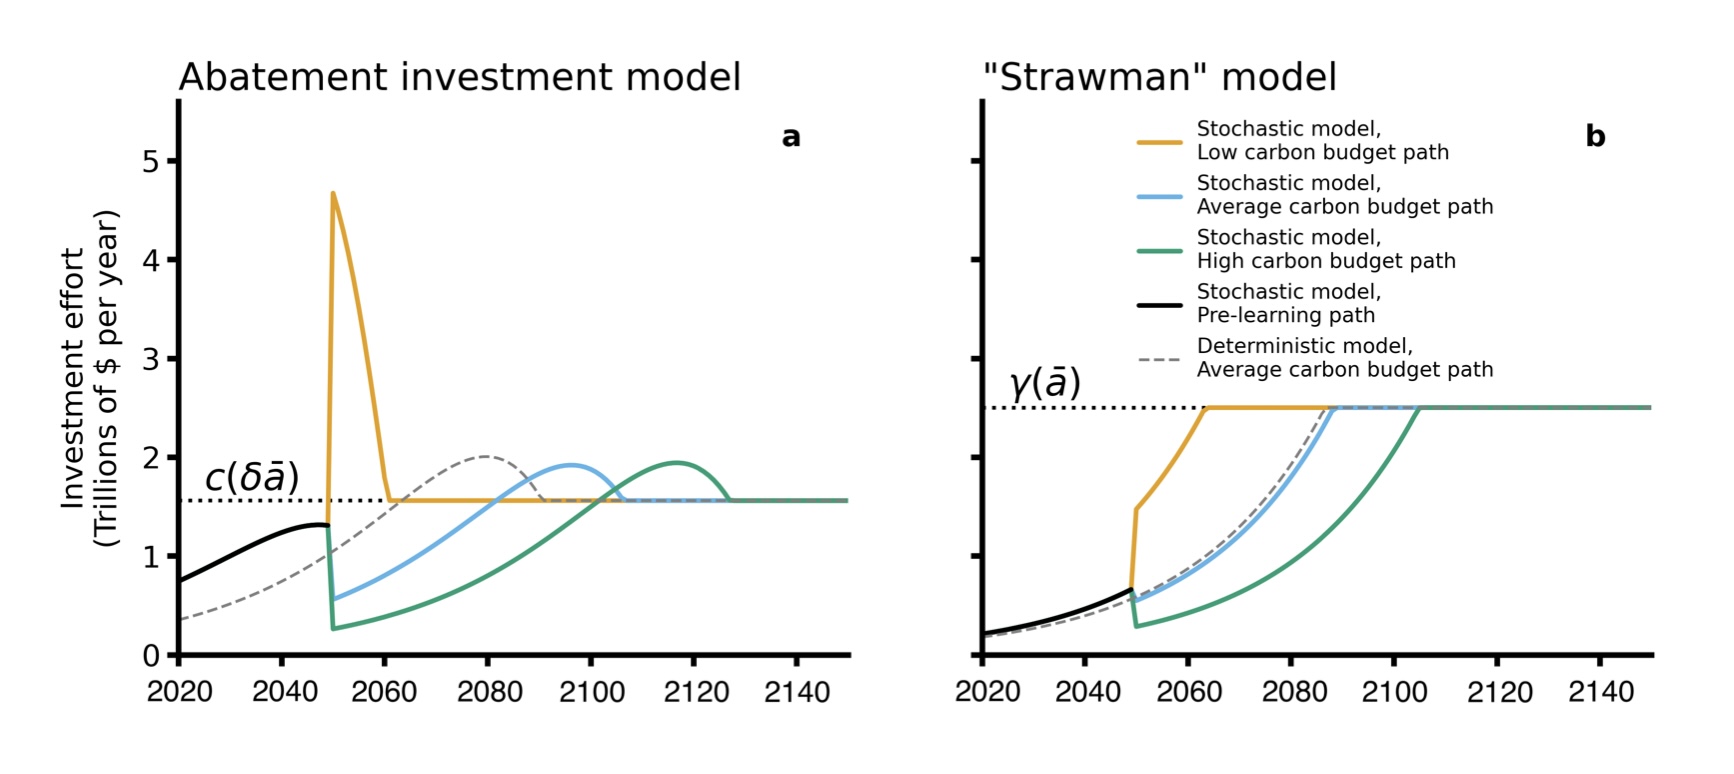 Abatement investment model
a
Investment effort
(Trillions of $ per year)
5
4
3
2
1
0
c(δā)
2020 2040 2060 2080 2100 2120 2140
"Strawman" model
b
Stochastic model,
Low carbon budget path
Stochastic model,
Average carbon budget path
Stochastic model,
High carbon budget path
Stochastic model,
Pre-learning path
Deterministic model,
Average carbon budget path
γ(ā)
2020 2040 2060 2080 2100 2120 2140